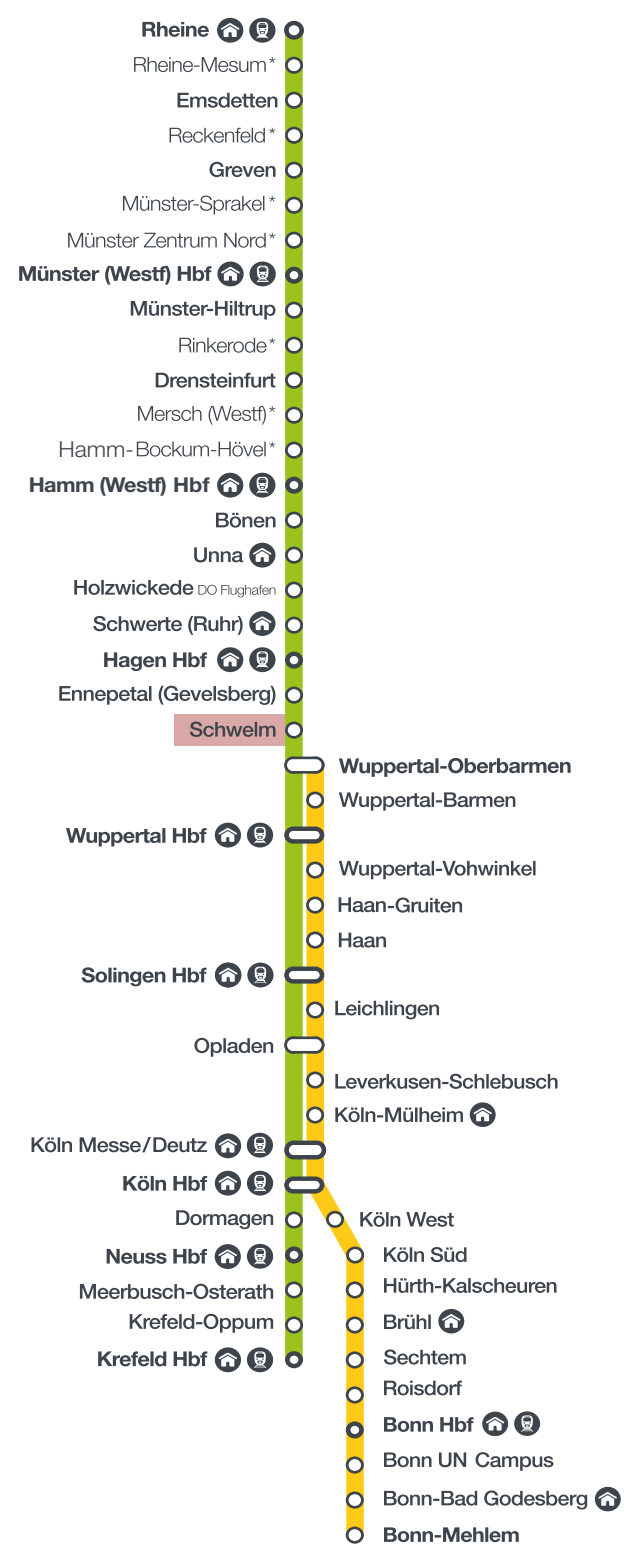 Rheine
Rheine-Mesum*
Emsdetten
Reckenfeld*
Greven
Münster-Sprakel*
Münster Zentrum Nord*
Münster (Westf) Hbf
Münster-Hiltrup
Rinkerode*
Drensteinfurt
Mersch (Westf)*
Hamm-Bockum-Hövel*
Hamm (Westf) Hbf
Bönen
Unna
Holzwickede DO Flughafen
Schwerte (Ruhr)
Hagen Hbf
Ennepetal (Gevelsberg)
Schwelm
Wuppertal-Oberbarmen
Wuppertal-Barmen
Wuppertal Hbf
Wuppertal-Vohwinkel
Haan-Gruiten
Haan
Solingen Hbf
Leichlingen
Opladen
Leverkusen-Schlebusch
Köln-Mülheim
Köln Messe/Deutz
Köln Hbf
Dormagen
Köln West
Neuss Hbf
Köln Süd
Meerbusch-Osterath
Hürth-Kalscheuren
Krefeld-Oppum
Brühl
Krefeld Hbf
Sechtem
Roisdorf
Bonn Hbf
Bonn UN Campus
Bonn-Bad Godesberg
Bonn-Mehlem